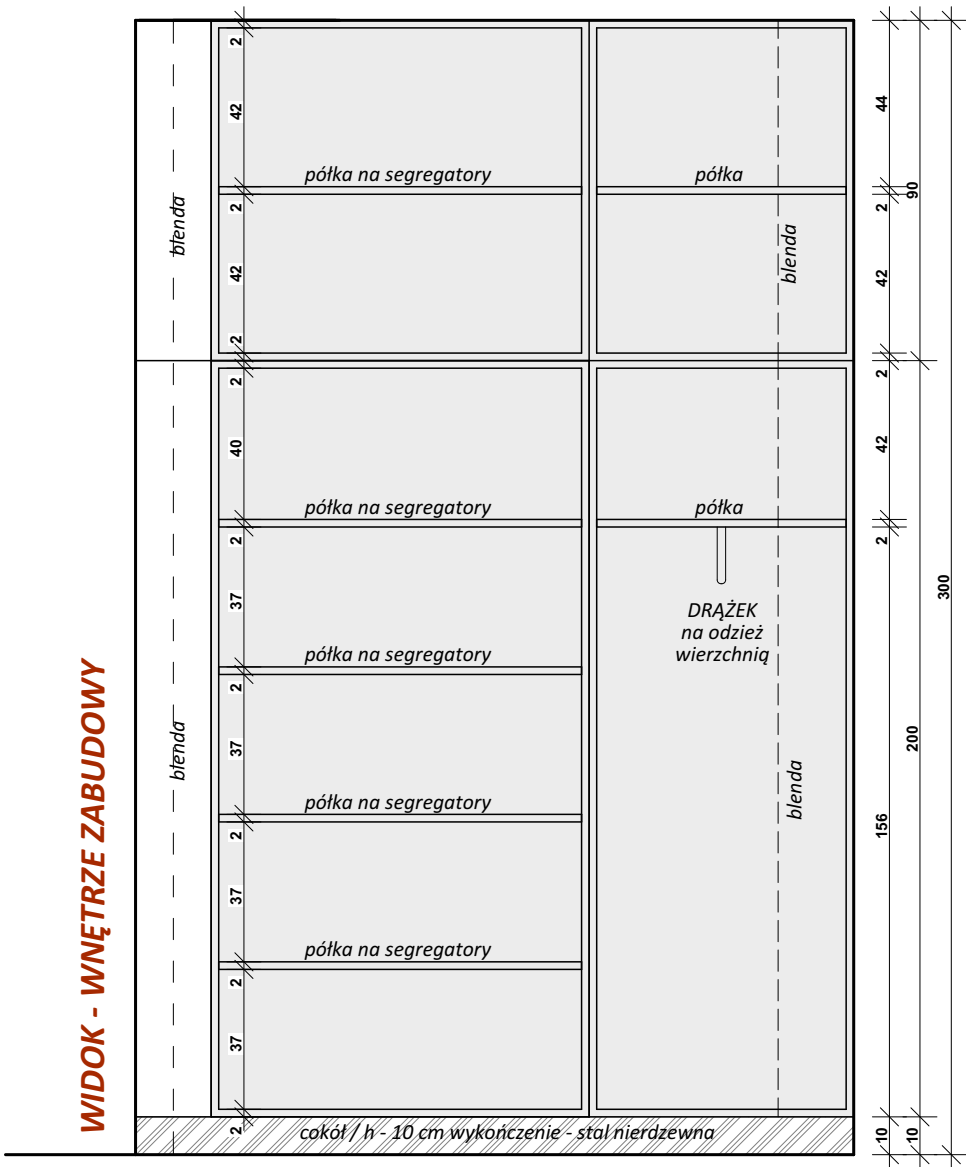 WIDOK - WNĘTRZE ZABUDOWY
blenda
blenda
2
42
2
42
2
2
40
2
37
2
37
2
37
2
37
2
półka na segregatory
półka na segregatory
półka na segregatory
półka na segregatory
półka na segregatory
półka
blenda
półka
DRĄŻEK
na odzież
wierzchnią
blenda
cokół / h - 10 cm wykończenie - stal nierdzewna
44
2
42
2
42
2
156
10
90
200
10
300